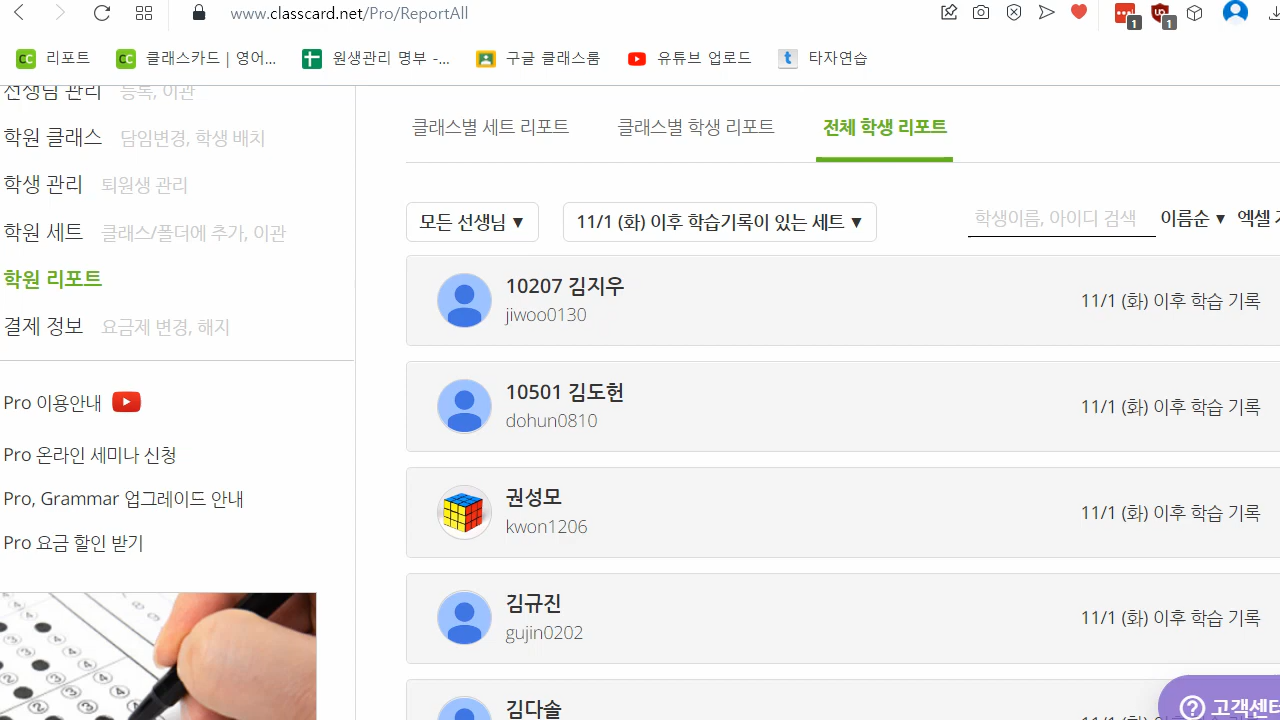 www.classcard.net/Pro/ReportAll
1
1
CC 리포트
CC 클래스카드 | 영어...
원생관리 명부 -...
구글 클래스룸
유튜브 업로드
t 타자연습
선생님 관리 등록, 이관
학원 클래스 담임변경, 학생 배치
학생 관리 퇴원생 관리
학원 세트 클래스/폴더에 추가, 이관
학원 리포트
결제 정보 요금제 변경, 해지
Pro 이용안내
Pro 온라인 세미나 신청
Pro, Grammar 업그레이드 안내
Pro 요금 할인 받기
클래스별 세트 리포트
클래스별 학생 리포트
전체 학생 리포트
모든 선생님 ▼
11/1 (화) 이후 학습기록이 있는 세트 ▼
학생이름, 아이디 검색
이름순 ▼
엑셀
10207 김지우
jiwoo0130
11/1 (화) 이후 학습 기록
10501 김도헌
dohun0810
11/1 (화) 이후 학습 기록
권성모
kwon1206
11/1 (화) 이후 학습 기록
김규진
gujin0202
11/1 (화) 이후 학습 기록
김다솔
고객센터